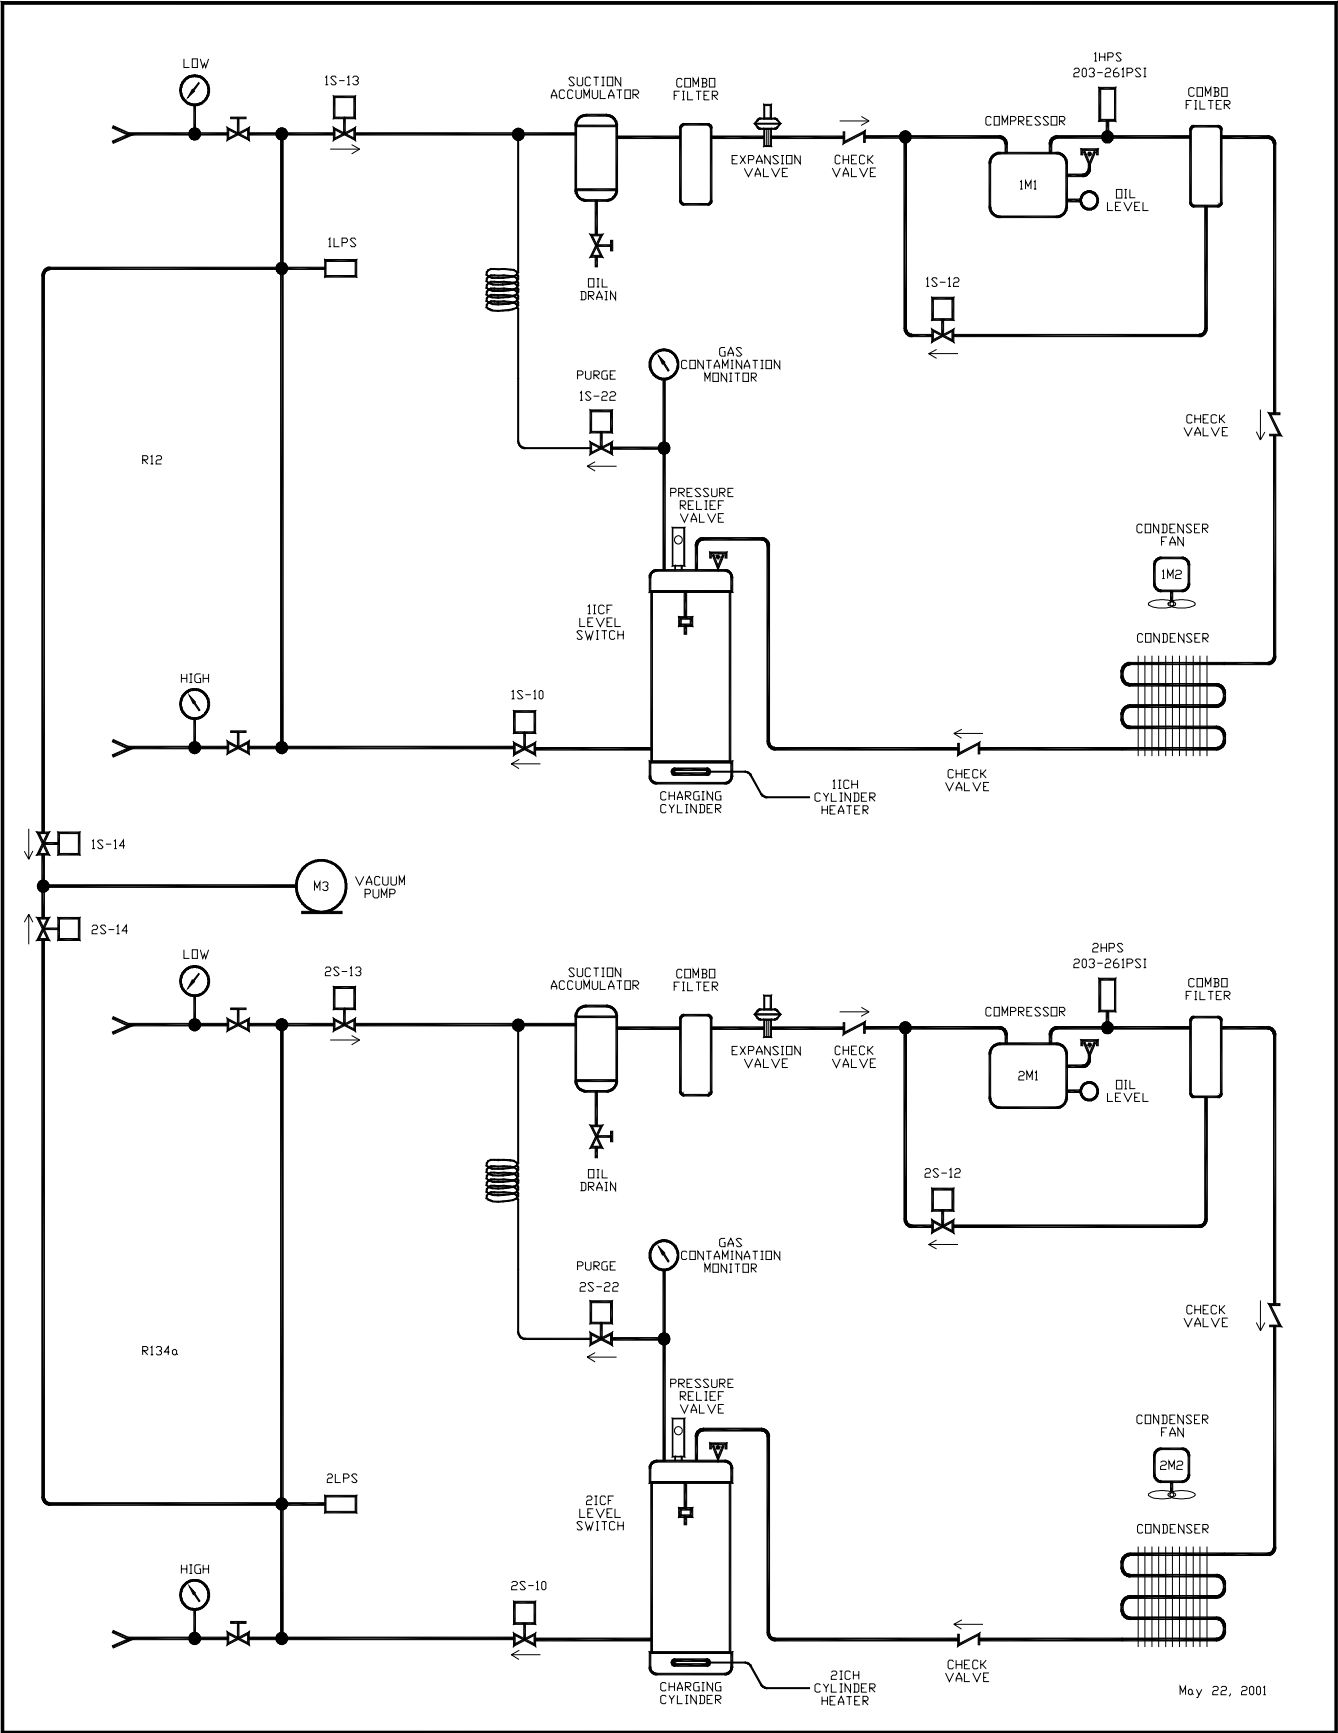 LOW
1S-13
SUCTION
ACCUMULATOR
COMBO
FILTER
1HPS
203-261PSI
COMBO
FILTER
COMPRESSOR
1M1
OIL
LEVEL
EXPANSION
VALVE
CHECK
VALVE
1LPS
OIL
DRAIN
1S-12
GAS
CONTAMINATION
MONITOR
PURGE
1S-22
CHECK
VALVE
R12
PRESSURE
RELIEF
VALVE
CONDENSER
FAN
1M2
1ICF
LEVEL
SWITCH
CONDENSER
HIGH
1S-10
CHECK
VALVE
CHARGING
CYLINDER
1ICH
CYLINDER
HEATER
1S-14
M3
VACUUM
PUMP
2S-14
LOW
2S-13
SUCTION
ACCUMULATOR
COMBO
FILTER
2HPS
203-261PSI
COMBO
FILTER
COMPRESSOR
2M1
OIL
LEVEL
EXPANSION
VALVE
CHECK
VALVE
OIL
DRAIN
2S-12
GAS
CONTAMINATION
MONITOR
PURGE
2S-22
CHECK
VALVE
R134a
PRESSURE
RELIEF
VALVE
CONDENSER
FAN
2M2
2LPS
2ICF
LEVEL
SWITCH
CONDENSER
HIGH
2S-10
CHECK
VALVE
CHARGING
CYLINDER
2ICH
CYLINDER
HEATER
May 22, 2001